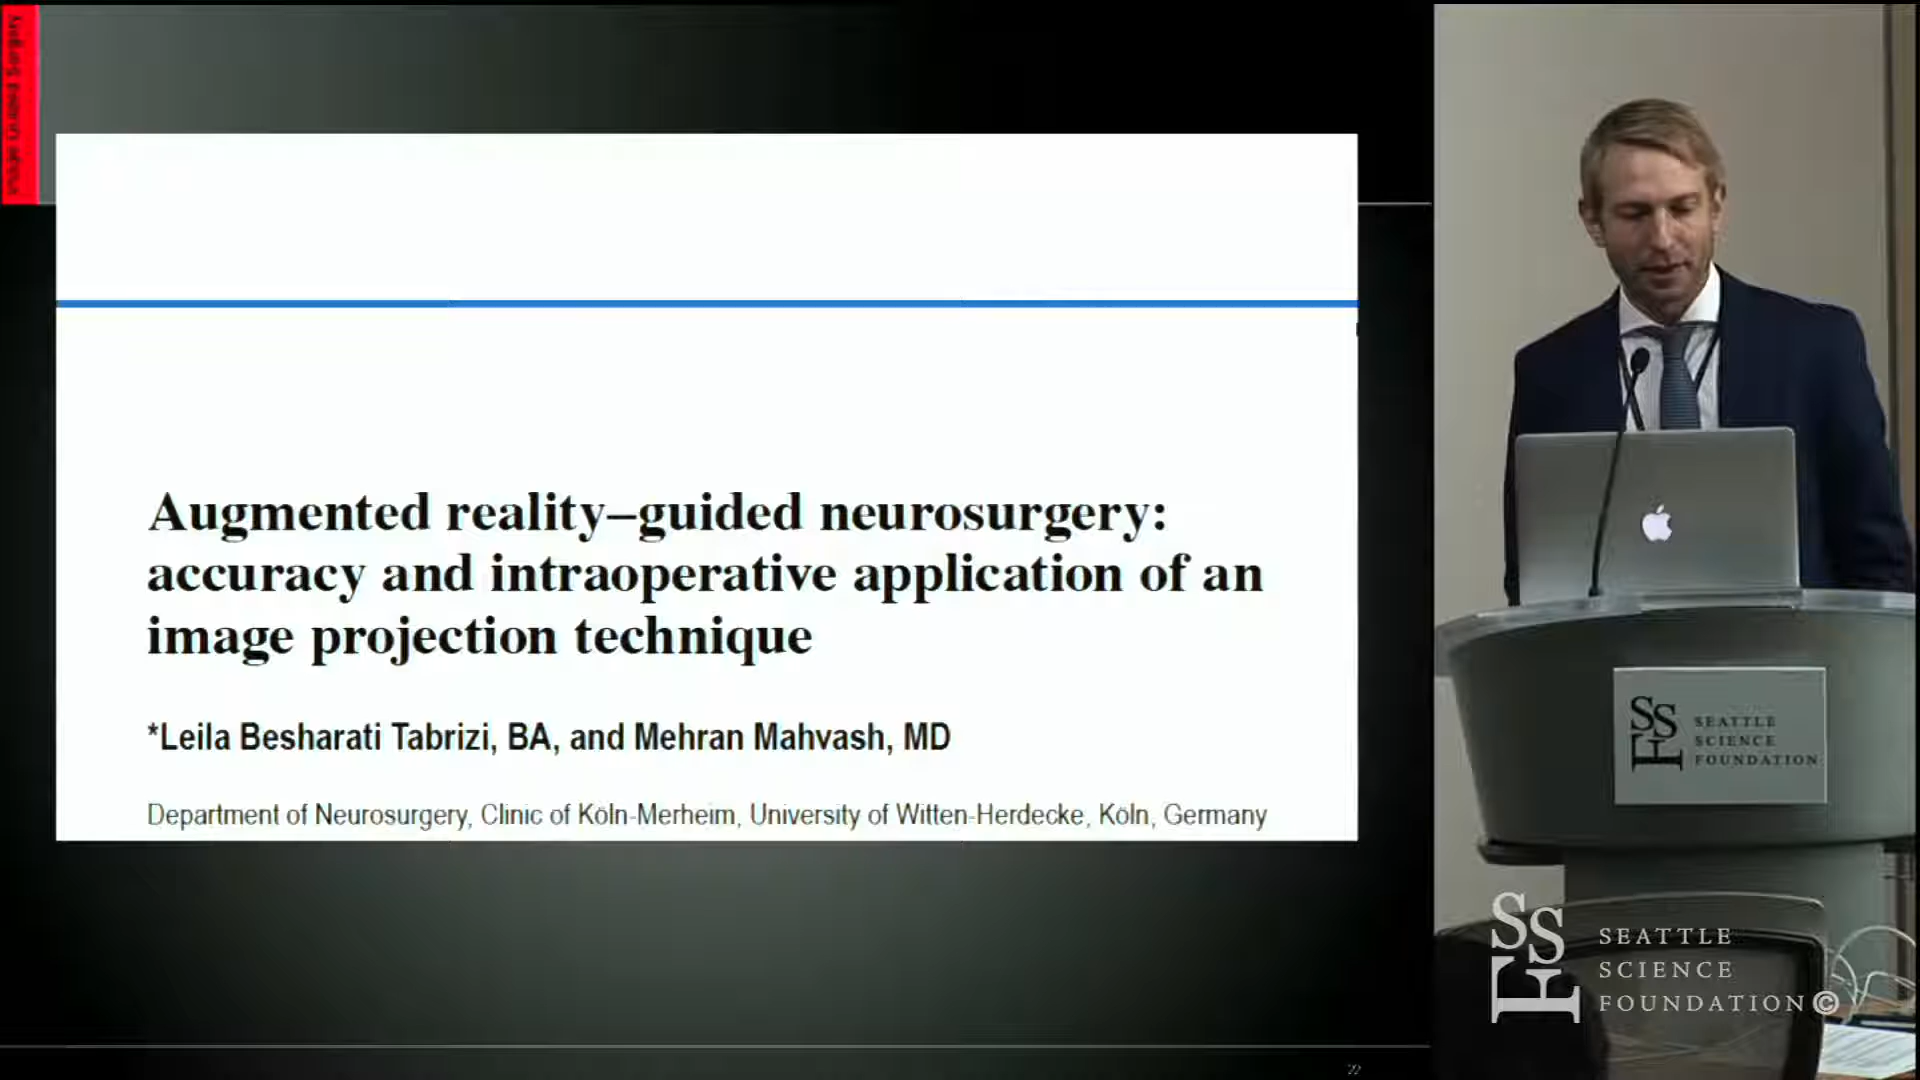 Augmented reality–guided neurosurgery:
accuracy and intraoperative application of an
image projection technique
*Leila Besharati Tabrizi, BA, and Mehran Mahvash, MD
Department of Neurosurgery, Clinic of Köln-Merheim, University of Witten-Herdecke, Köln, Germany
SSF
SEATTLE
SCIENCE
FOUNDATION
SSF
SEATTLE
SCIENCE
FOUNDATION©